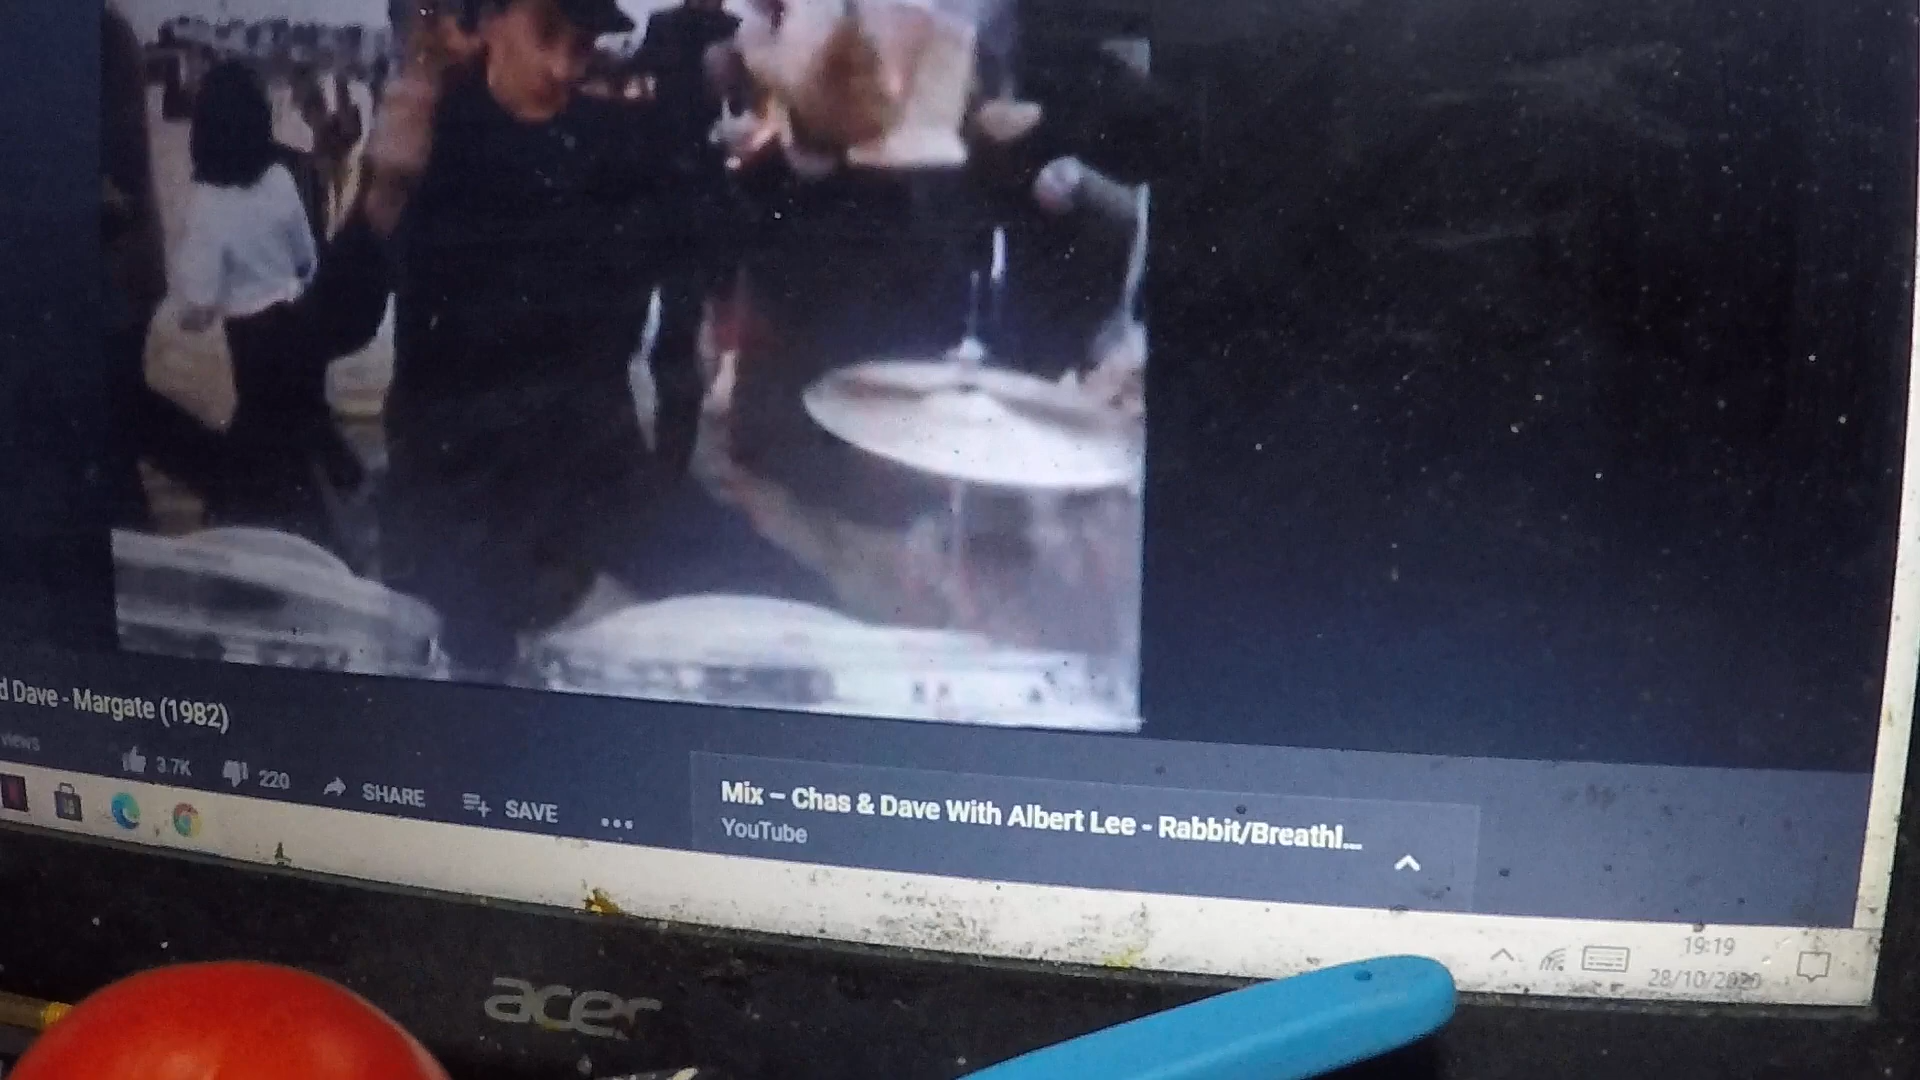 d Dave - Margate (1982)
views
3.7K 220 SHARE SAVE
Mix – Chas & Dave With Albert Lee - Rabbit/Breathl...
YouTube
19:19
28/10/2020
acer